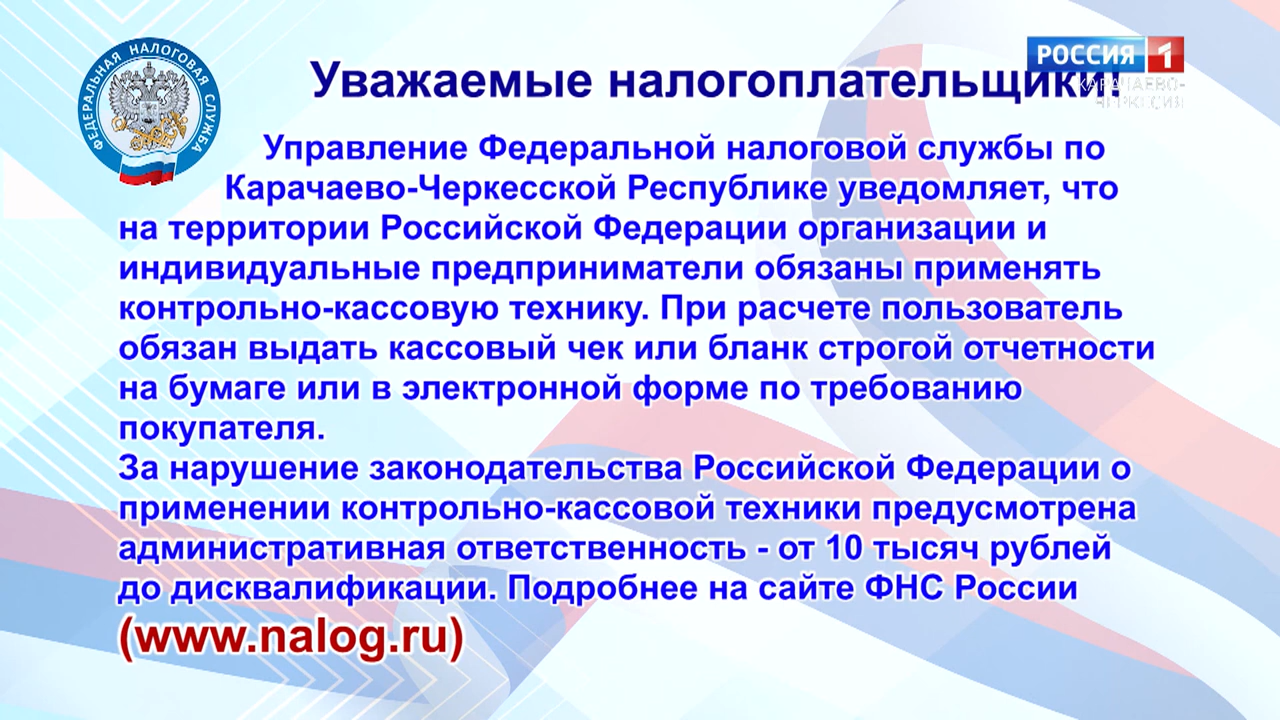 ФЕДЕРАЛЬНАЯ НАЛОГОВАЯ СЛУЖБА
РОССИЯ 1
КАРАЧАЕВО-
ЧЕРКЕСИЯ
Уважаемые налогоплательщики!
Управление Федеральной налоговой службы по
Карачаево-Черкесской Республике уведомляет, что
на территории Российской Федерации организации и
индивидуальные предприниматели обязаны применять
контрольно-кассовую технику. При расчете пользователь
обязан выдать кассовый чек или бланк строгой отчетности
на бумаге или в электронной форме по требованию
покупателя.
За нарушение законодательства Российской Федерации о
применении контрольно-кассовой техники предусмотрена
административная ответственность - от 10 тысяч рублей
до дисквалификации. Подробнее на сайте ФНС России
(www.nalog.ru)